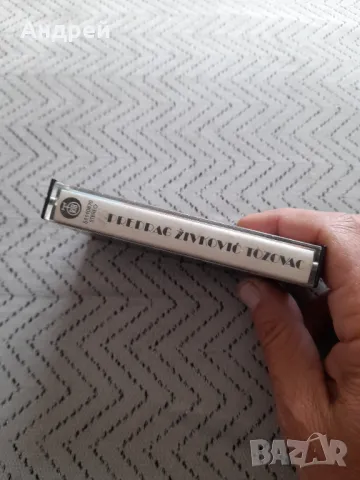 Андрей
PREDRAG ŽIVKOVIĆ TOZOVAC
BAZAR